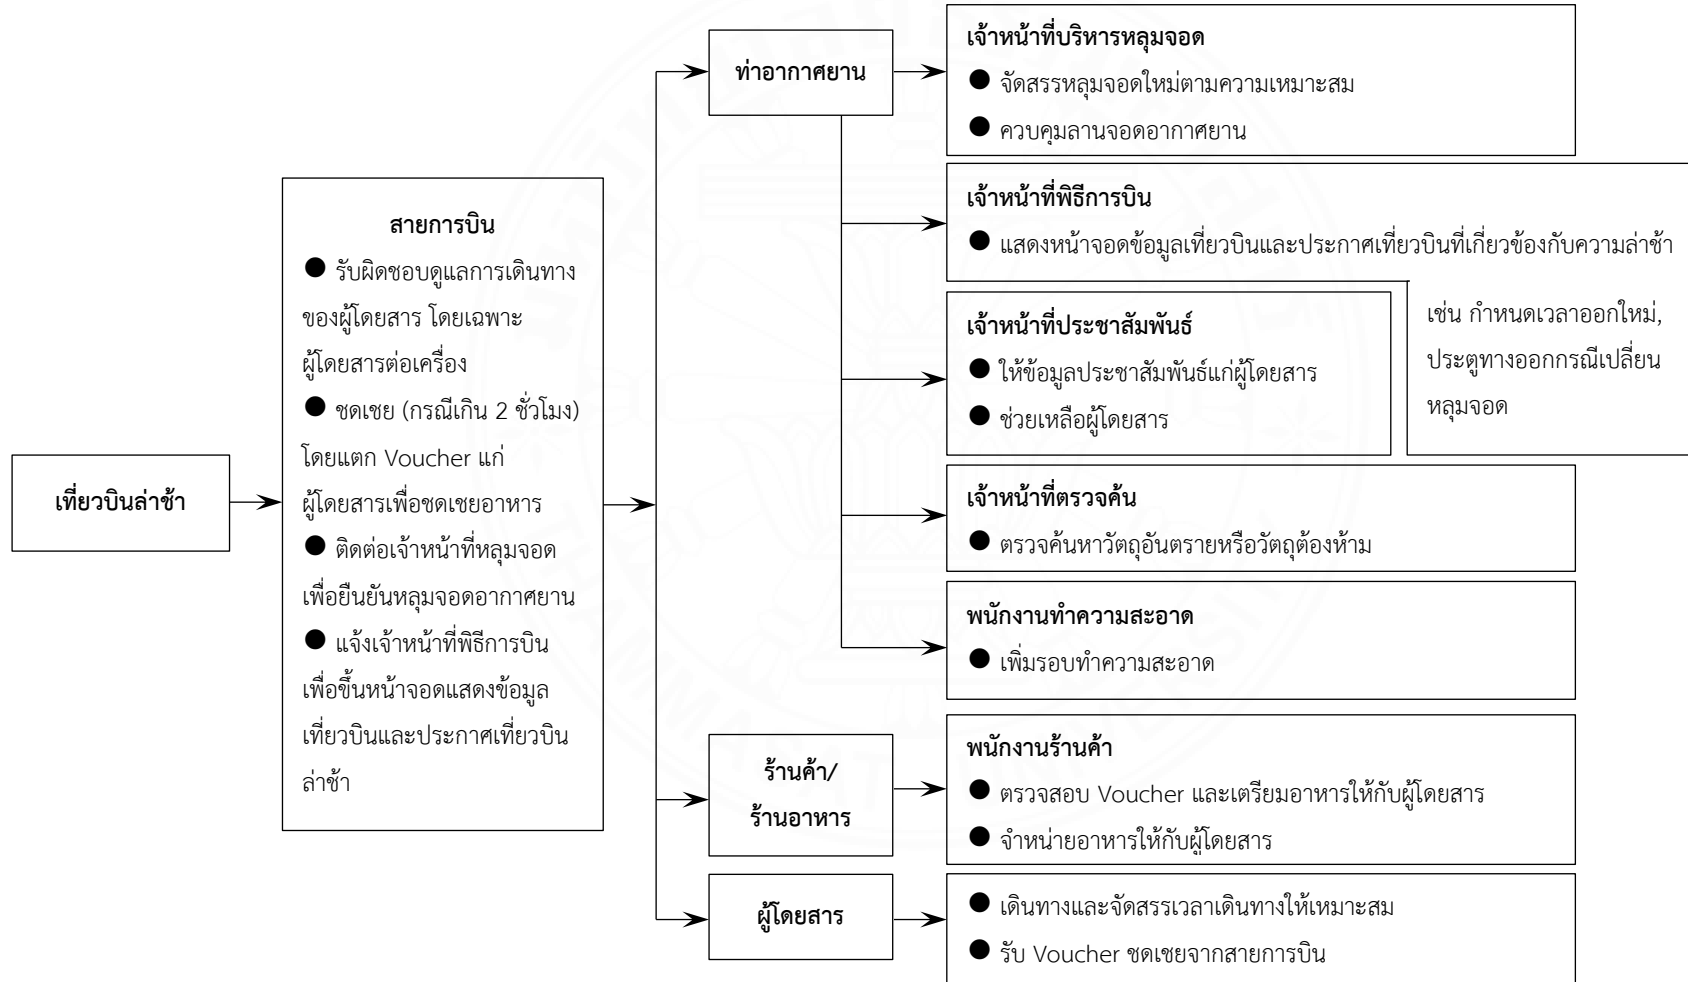 เที่ยวบินล่าช้า
สายการบิน
● รับผิดชอบดูแลการเดินทาง
ของผู้โดยสาร โดยเฉพาะ
ผู้โดยสารต่อเครื่อง
● ชดเชย (กรณีเกิน 2 ชั่วโมง)
โดยแตก Voucher แก่
ผู้โดยสารเพื่อชดเชยอาหาร
● ติดต่อเจ้าหน้าที่หลุมจอด
เพื่อยืนยันหลุมจอดอากาศยาน
● แจ้งเจ้าหน้าที่พิธีการบิน
เพื่อขึ้นหน้าจอดแสดงข้อมูล
เที่ยวบินและประกาศเที่ยวบิน
ล่าช้า
ท่าอากาศยาน
เจ้าหน้าที่บริหารหลุมจอด
● จัดสรรหลุมจอดใหม่ตามความเหมาะสม
● ควบคุมลานจอดอากาศยาน
เจ้าหน้าที่พิธีการบิน
● แสดงหน้าจอดข้อมูลเที่ยวบินและประกาศเที่ยวบินที่เกี่ยวข้องกับความล่าช้า
เช่น กำหนดเวลาออกใหม่,
ประตูทางออกกรณีเปลี่ยน
หลุมจอด
เจ้าหน้าที่ประชาสัมพันธ์
● ให้ข้อมูลประชาสัมพันธ์แก่ผู้โดยสาร
● ช่วยเหลือผู้โดยสาร
เจ้าหน้าที่ตรวจค้น
● ตรวจค้นหาวัตถุอันตรายหรือวัตถุต้องห้าม
พนักงานทำความสะอาด
● เพิ่มรอบทำความสะอาด
ร้านค้า/
ร้านอาหาร
พนักงานร้านค้า
● ตรวจสอบ Voucher และเตรียมอาหารให้กับผู้โดยสาร
● จำหน่ายอาหารให้กับผู้โดยสาร
ผู้โดยสาร
● เดินทางและจัดสรรเวลาเดินทางให้เหมาะสม
● รับ Voucher ชดเชยจากสายการบิน